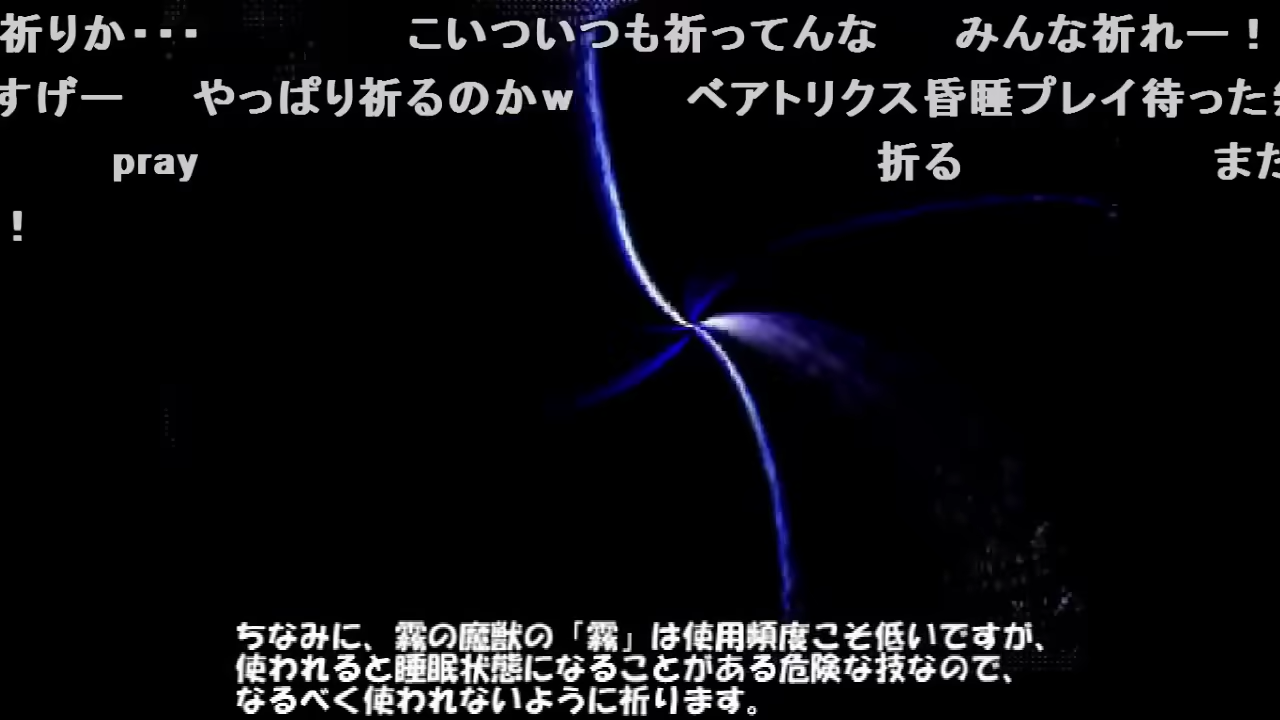 祈りか・・・ こいついつも祈ってんな みんな祈れー！
すげー やっぱり祈るのかｗ ベアトリクス昏睡プレイ待った
pray 祈る また
！
ちなみに、霧の魔獣の「霧」は使用頻度こそ低いですが、
使われると睡眠状態になることがある危険な技なので、
なるべく使われないように祈ります。